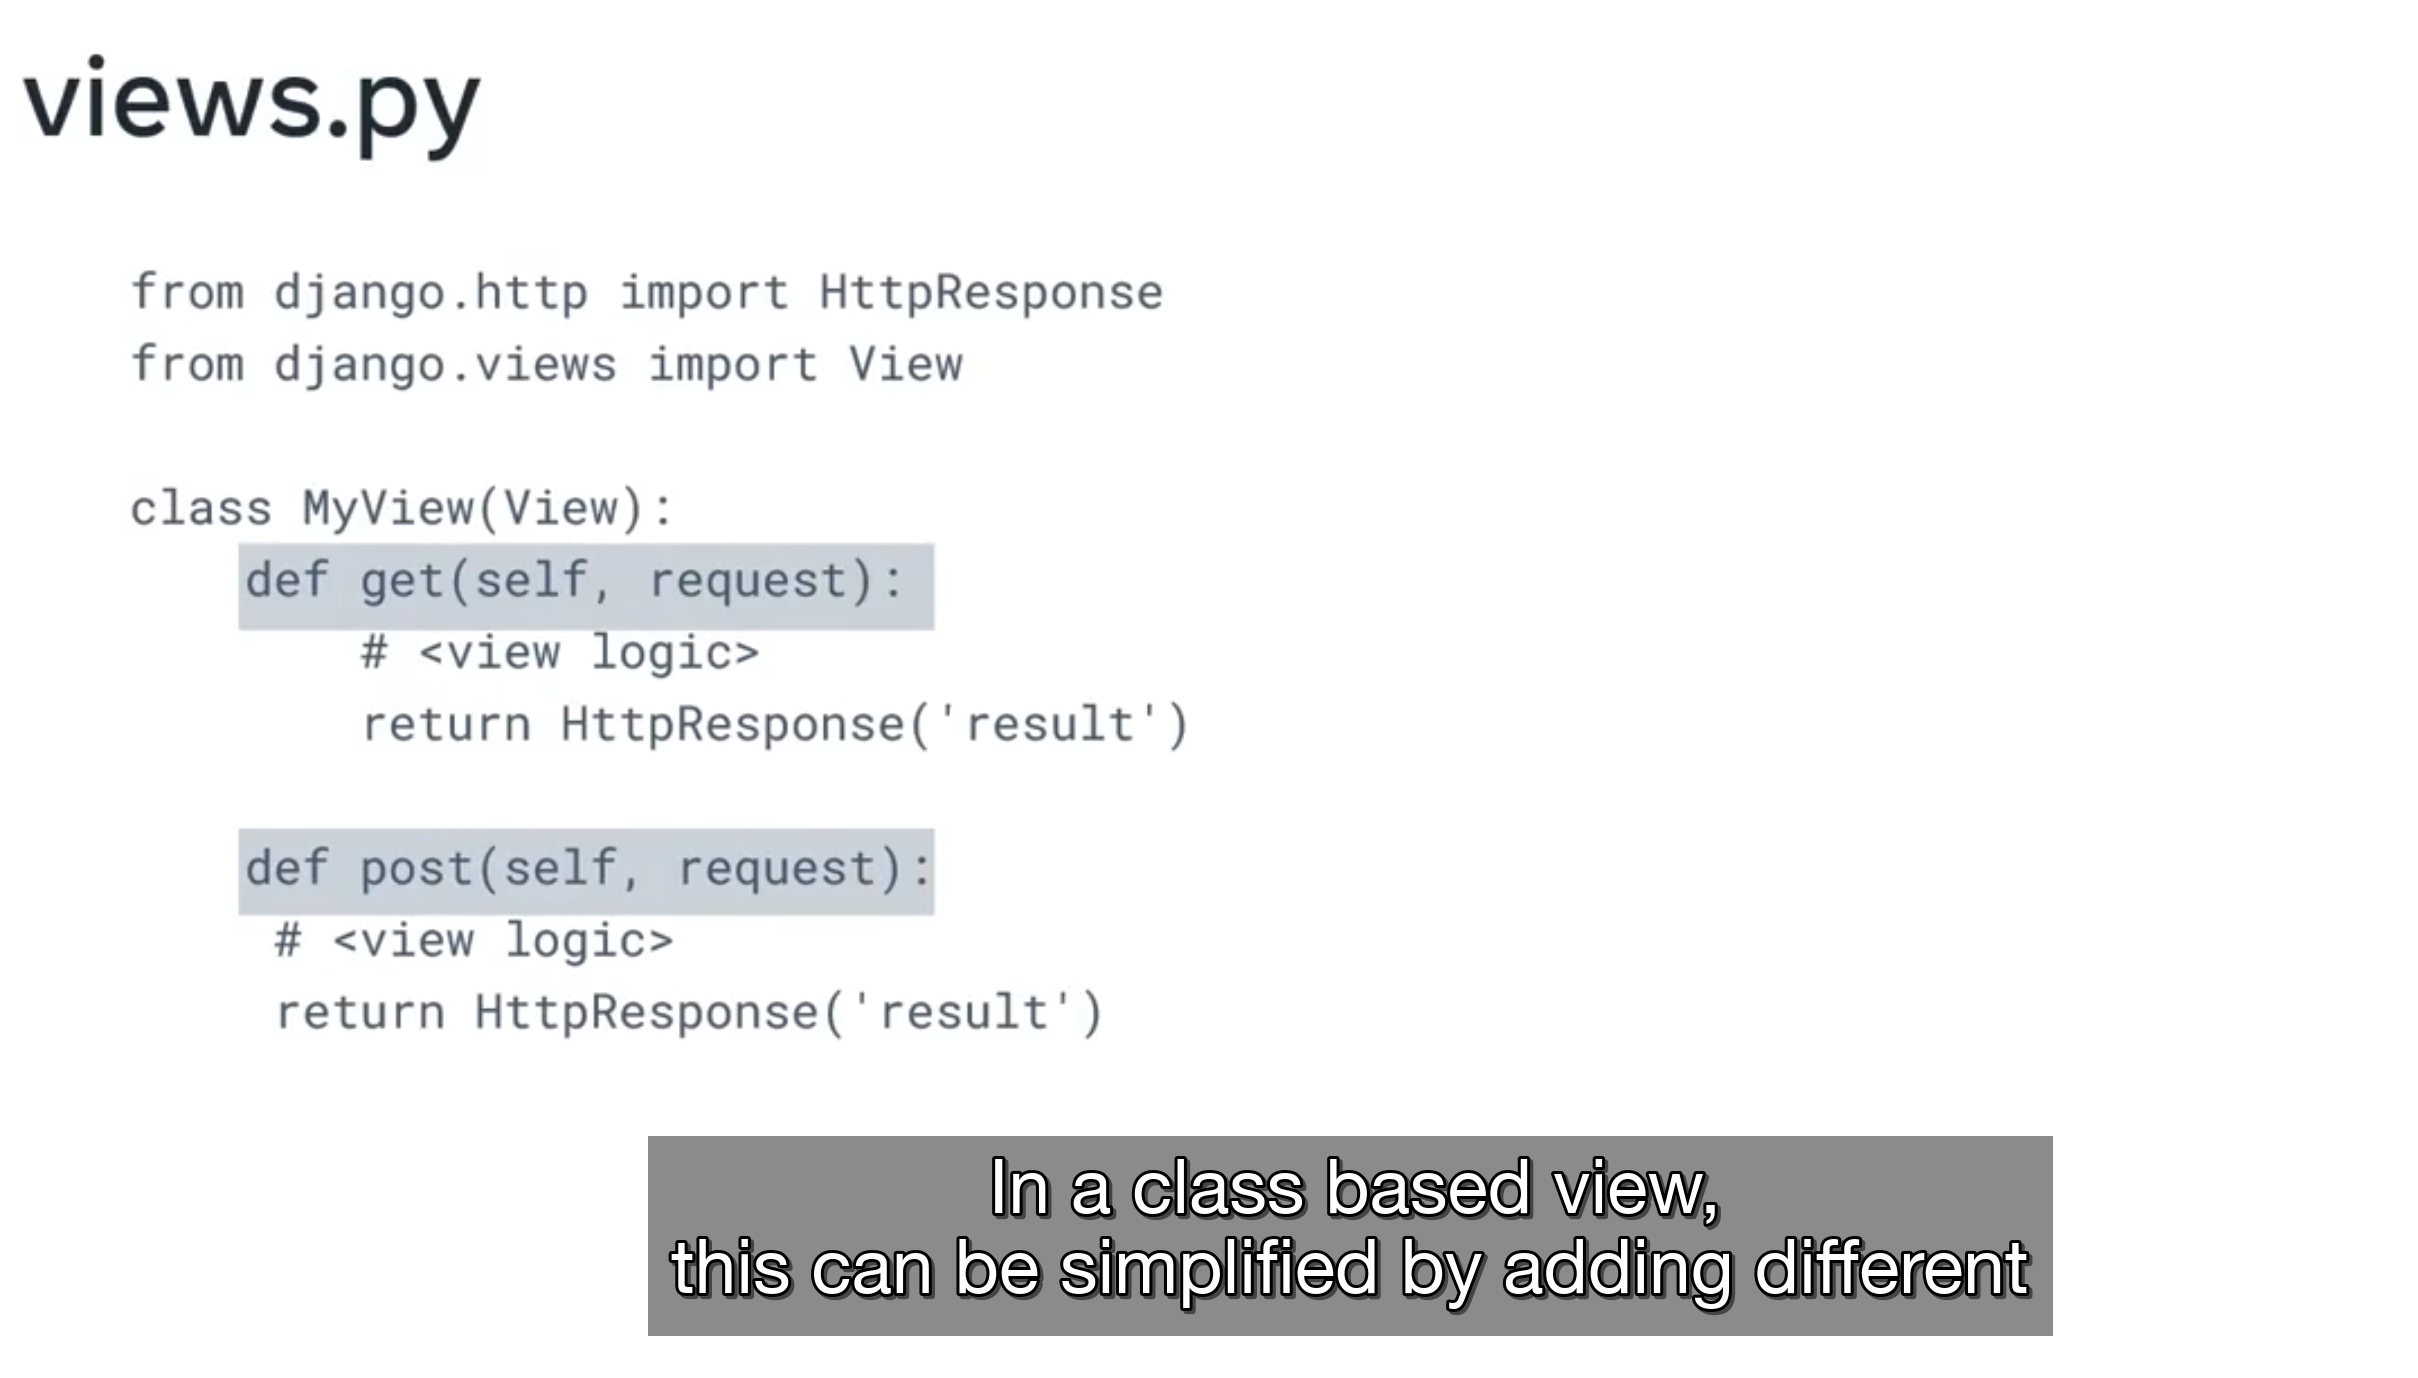 views.py
from django.http import HttpResponse
from django.views import View
class MyView(View):
def get(self, request):
# <view logic>
return HttpResponse('result')
def post(self, request):
# <view logic>
return HttpResponse('result')
In a class based view,
this can be simplified by adding different